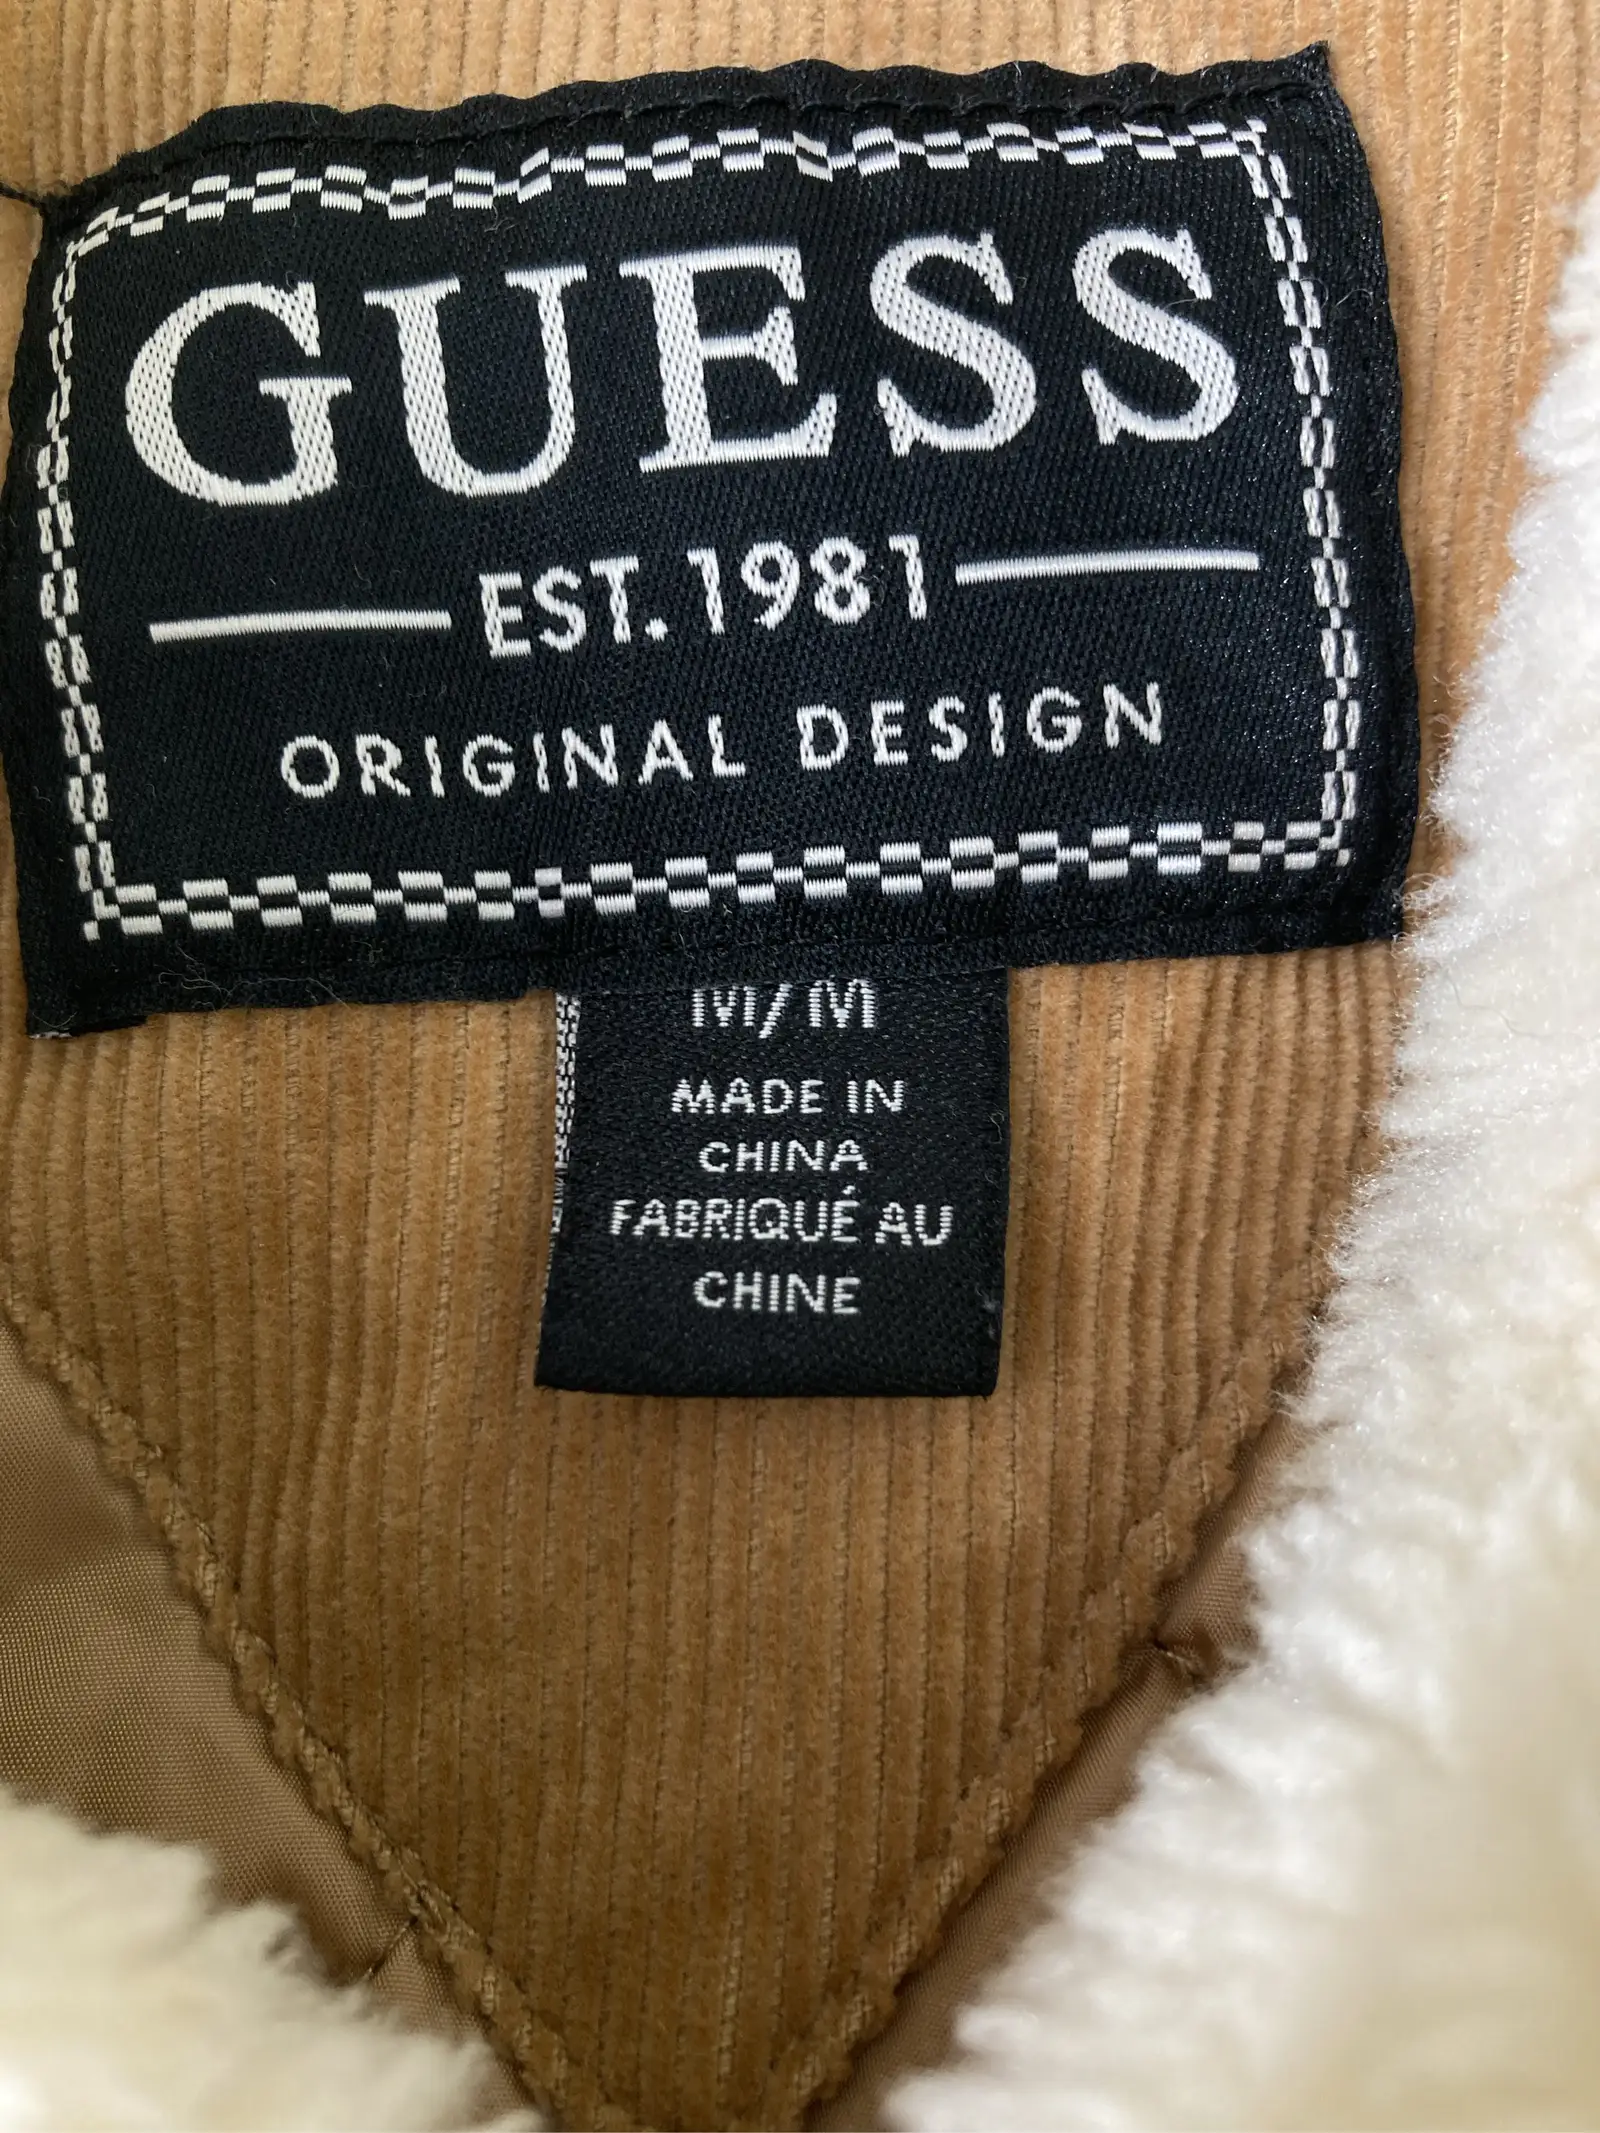 GUESS
EST. 1981
ORIGINAL DESIGN
M/M
MADE IN
CHINA
FABRIQUÉ AU
CHINE